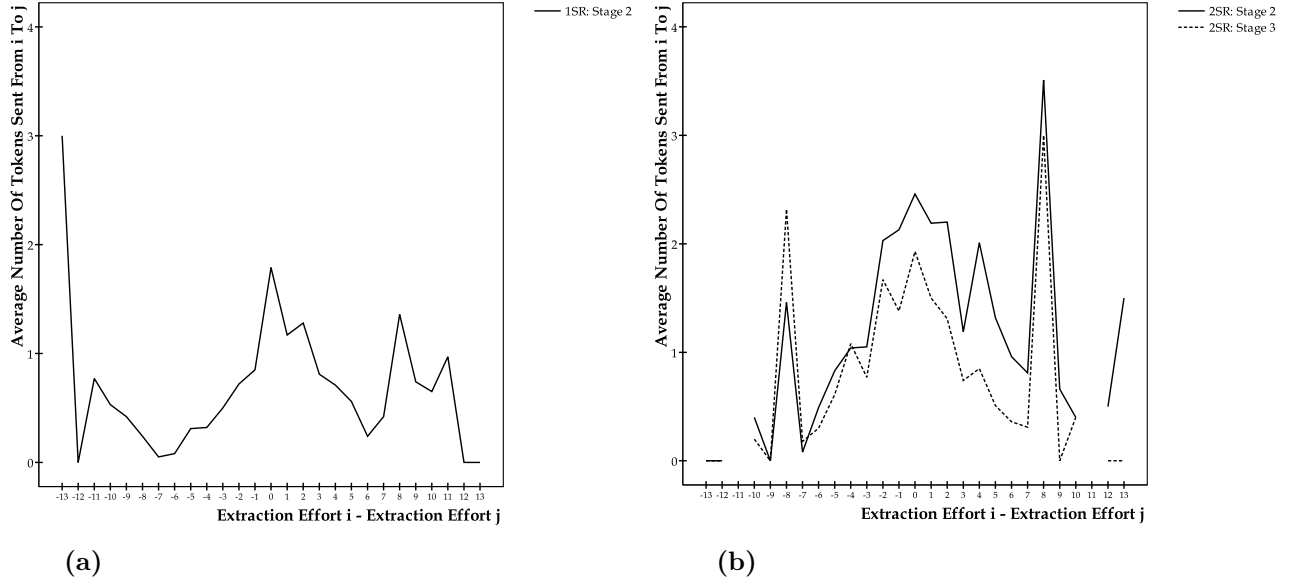 1SR: Stage 2
Average Number Of Tokens Sent From i To j
4
3
2
1
0
-13 -12 -11 -10 -9 -8 -7 -6 -5 -4 -3 -2 -1 0 1 2 3 4 5 6 7 8 9 10 11 12 13
Extraction Effort i - Extraction Effort j
(a)
2SR: Stage 2
2SR: Stage 3
Average Number Of Tokens Sent From i To j
4
3
2
1
0
-13 -12 -11 -10 -9 -8 -7 -6 -5 -4 -3 -2 -1 0 1 2 3 4 5 6 7 8 9 10 11 12 13
Extraction Effort i - Extraction Effort j
(b)